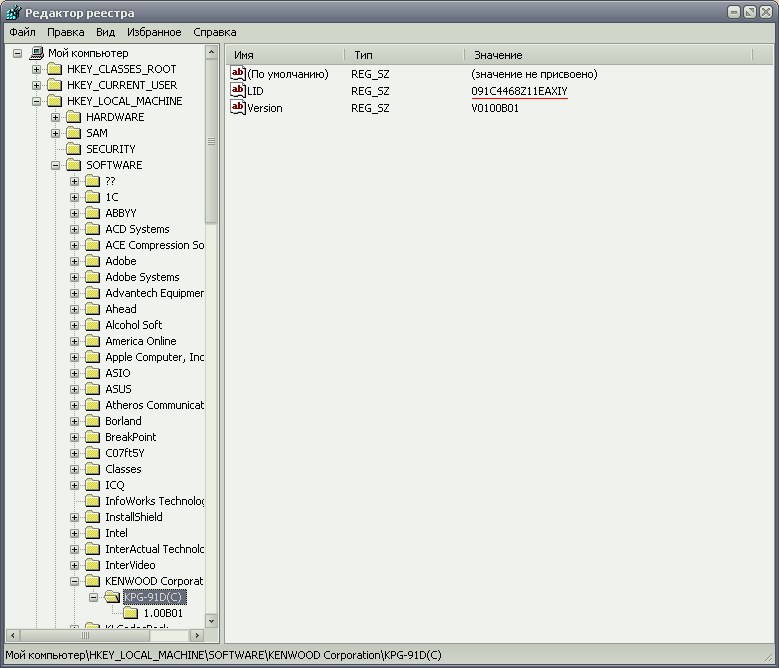 Редактор реестра
Файл Правка Вид Избранное Справка
Мой компьютер
HKEY_CLASSES_ROOT
HKEY_CURRENT_USER
HKEY_LOCAL_MACHINE
HARDWARE
SAM
SECURITY
SOFTWARE
??
1C
ABBYY
ACD Systems
ACE Compression So
Adobe
Adobe Systems
Advantech Equipmer
Ahead
Alcohol Soft
America Online
Apple Computer, Inc
ASIO
ASUS
Atheros Communicat
Borland
BreakPoint
C07ft5Y
Classes
ICQ
InfoWorks Technolog
InstallShield
Intel
InterActual Technolc
InterVideo
KENWOOD Corporat
KPG-91D(C)
1.00B01
Имя Тип Значение
ab (По умолчанию) REG_SZ (значение не присвоено)
ab LID REG_SZ 091C4468Z11EAXIY
ab Version REG_SZ V0100B01
Мой компьютер\HKEY_LOCAL_MACHINE\SOFTWARE\KENWOOD Corporation\KPG-91D(C)